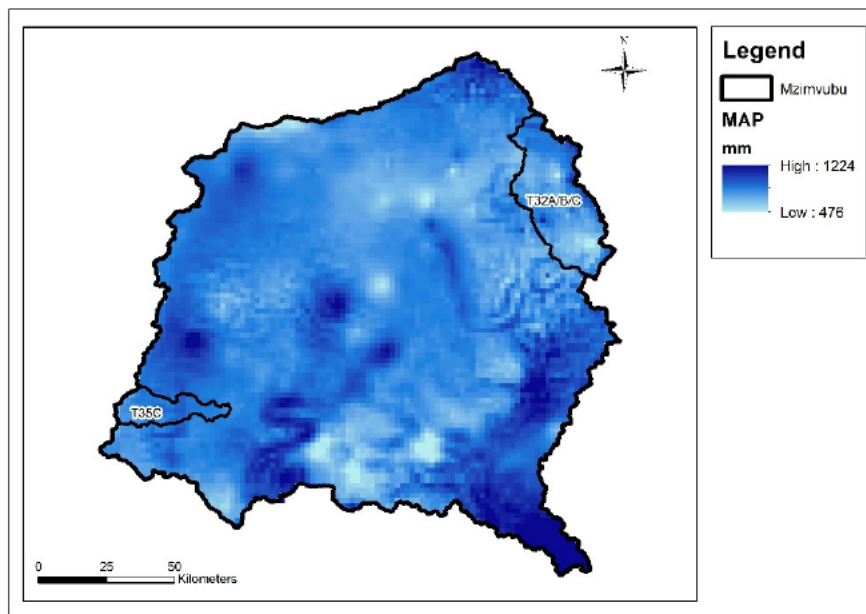 N
T32A/B/C
T35C
0 25 50
Kilometers
Legend
Mzimvubu
MAP
mm
High : 1224
Low : 476